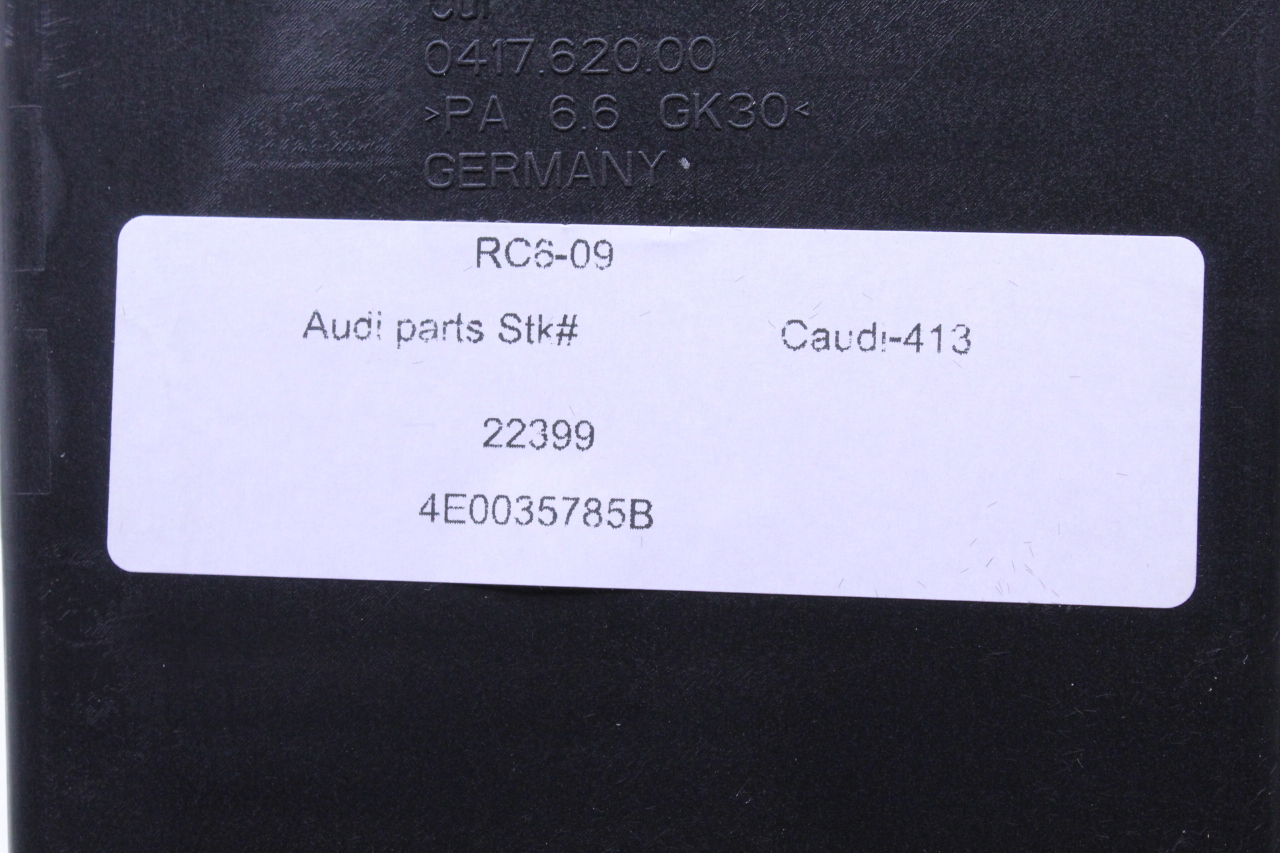 0417.620.00
>PA 6.6 GK30<
GERMANY
RC6-09
Audi parts Stk# Caudi-413
22399
4E0035785B